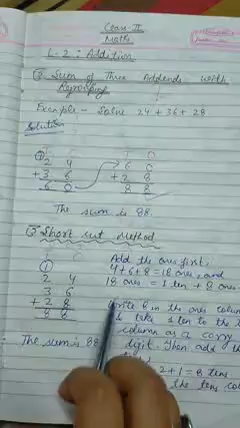 Class-II
Maths
L-2: Addition
Sum of Three Addends with
Regrouping
Example - Solve 24+36+28
Solution
T O T O
① 
2 4 6 0
+ 3 6 + 2 8
6 0 8 8
The sum is 88.
Short cut method
T O
①
2 4
3 6
+ 2 8
8 8
Add the ones first.
4+6+8=18 ones, and
18 ones = 1 ten + 8 ones
8 in the ones colum
& take 1 ten to the
column as a carry
digit. Then add
2+1=8 tens
the tens col
The sum is 88